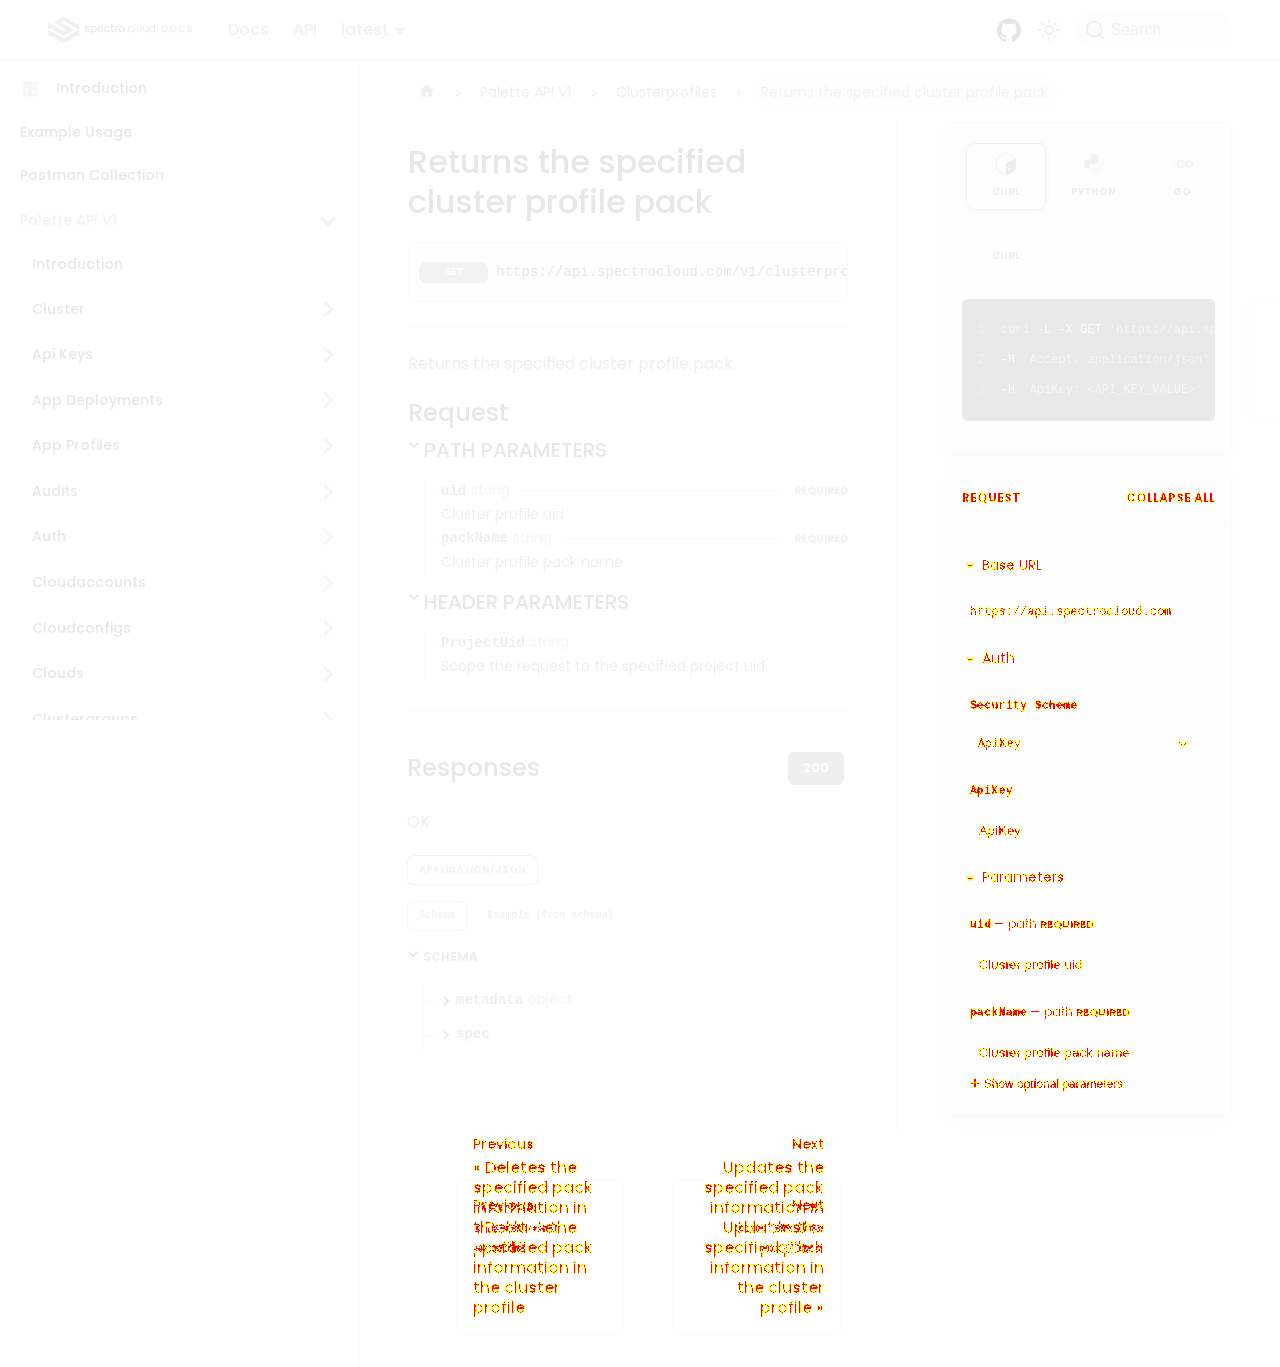 spectro cloud DOCS
Docs
API
latest
Search
Introduction
Example Usage
Postman Collection
Palette API V1
Introduction
Cluster
Api Keys
App Deployments
App Profiles
Audits
Auth
Cloudaccounts
Cloudconfigs
Clouds
Clustergroups
Palette API V1
Clusterprofiles
Returns the specified cluster profile pack
Returns the specified
cluster profile pack
GET https://api.spectrocloud.com/v1/clusterpro
Returns the specified cluster profile pack
Request
PATH PARAMETERS
uid string REQUIRED
Cluster profile uid
packName string REQUIRED
Cluster profile pack name
HEADER PARAMETERS
ProjectUid string
Scope the request to the specified project uid
Responses
200
OK
APPLICATION/JSON
Schema Example (from schema)
SCHEMA
metadata object
spec
CURL PYTHON GO
CURL
1 curl -L -X GET 'https://api.sp
2 -H 'Accept: application/json'
3 -H 'ApiKey: <API_KEY_VALUE>'
REQUEST COLLAPSE ALL
Base URL
https://api.spectrocloud.com
Auth
Security Scheme
ApiKey
ApiKey
ApiKey
Parameters
uid — path REQUIRED
Cluster profile uid
packName — path REQUIRED
Cluster profile pack name
Show optional parameters
Previous
« Deletes the
specified pack
information in
Next
Updates the
specified pack
information in
specified pack
information in
the cluster
profile
specified pack
information in
the cluster
profile »